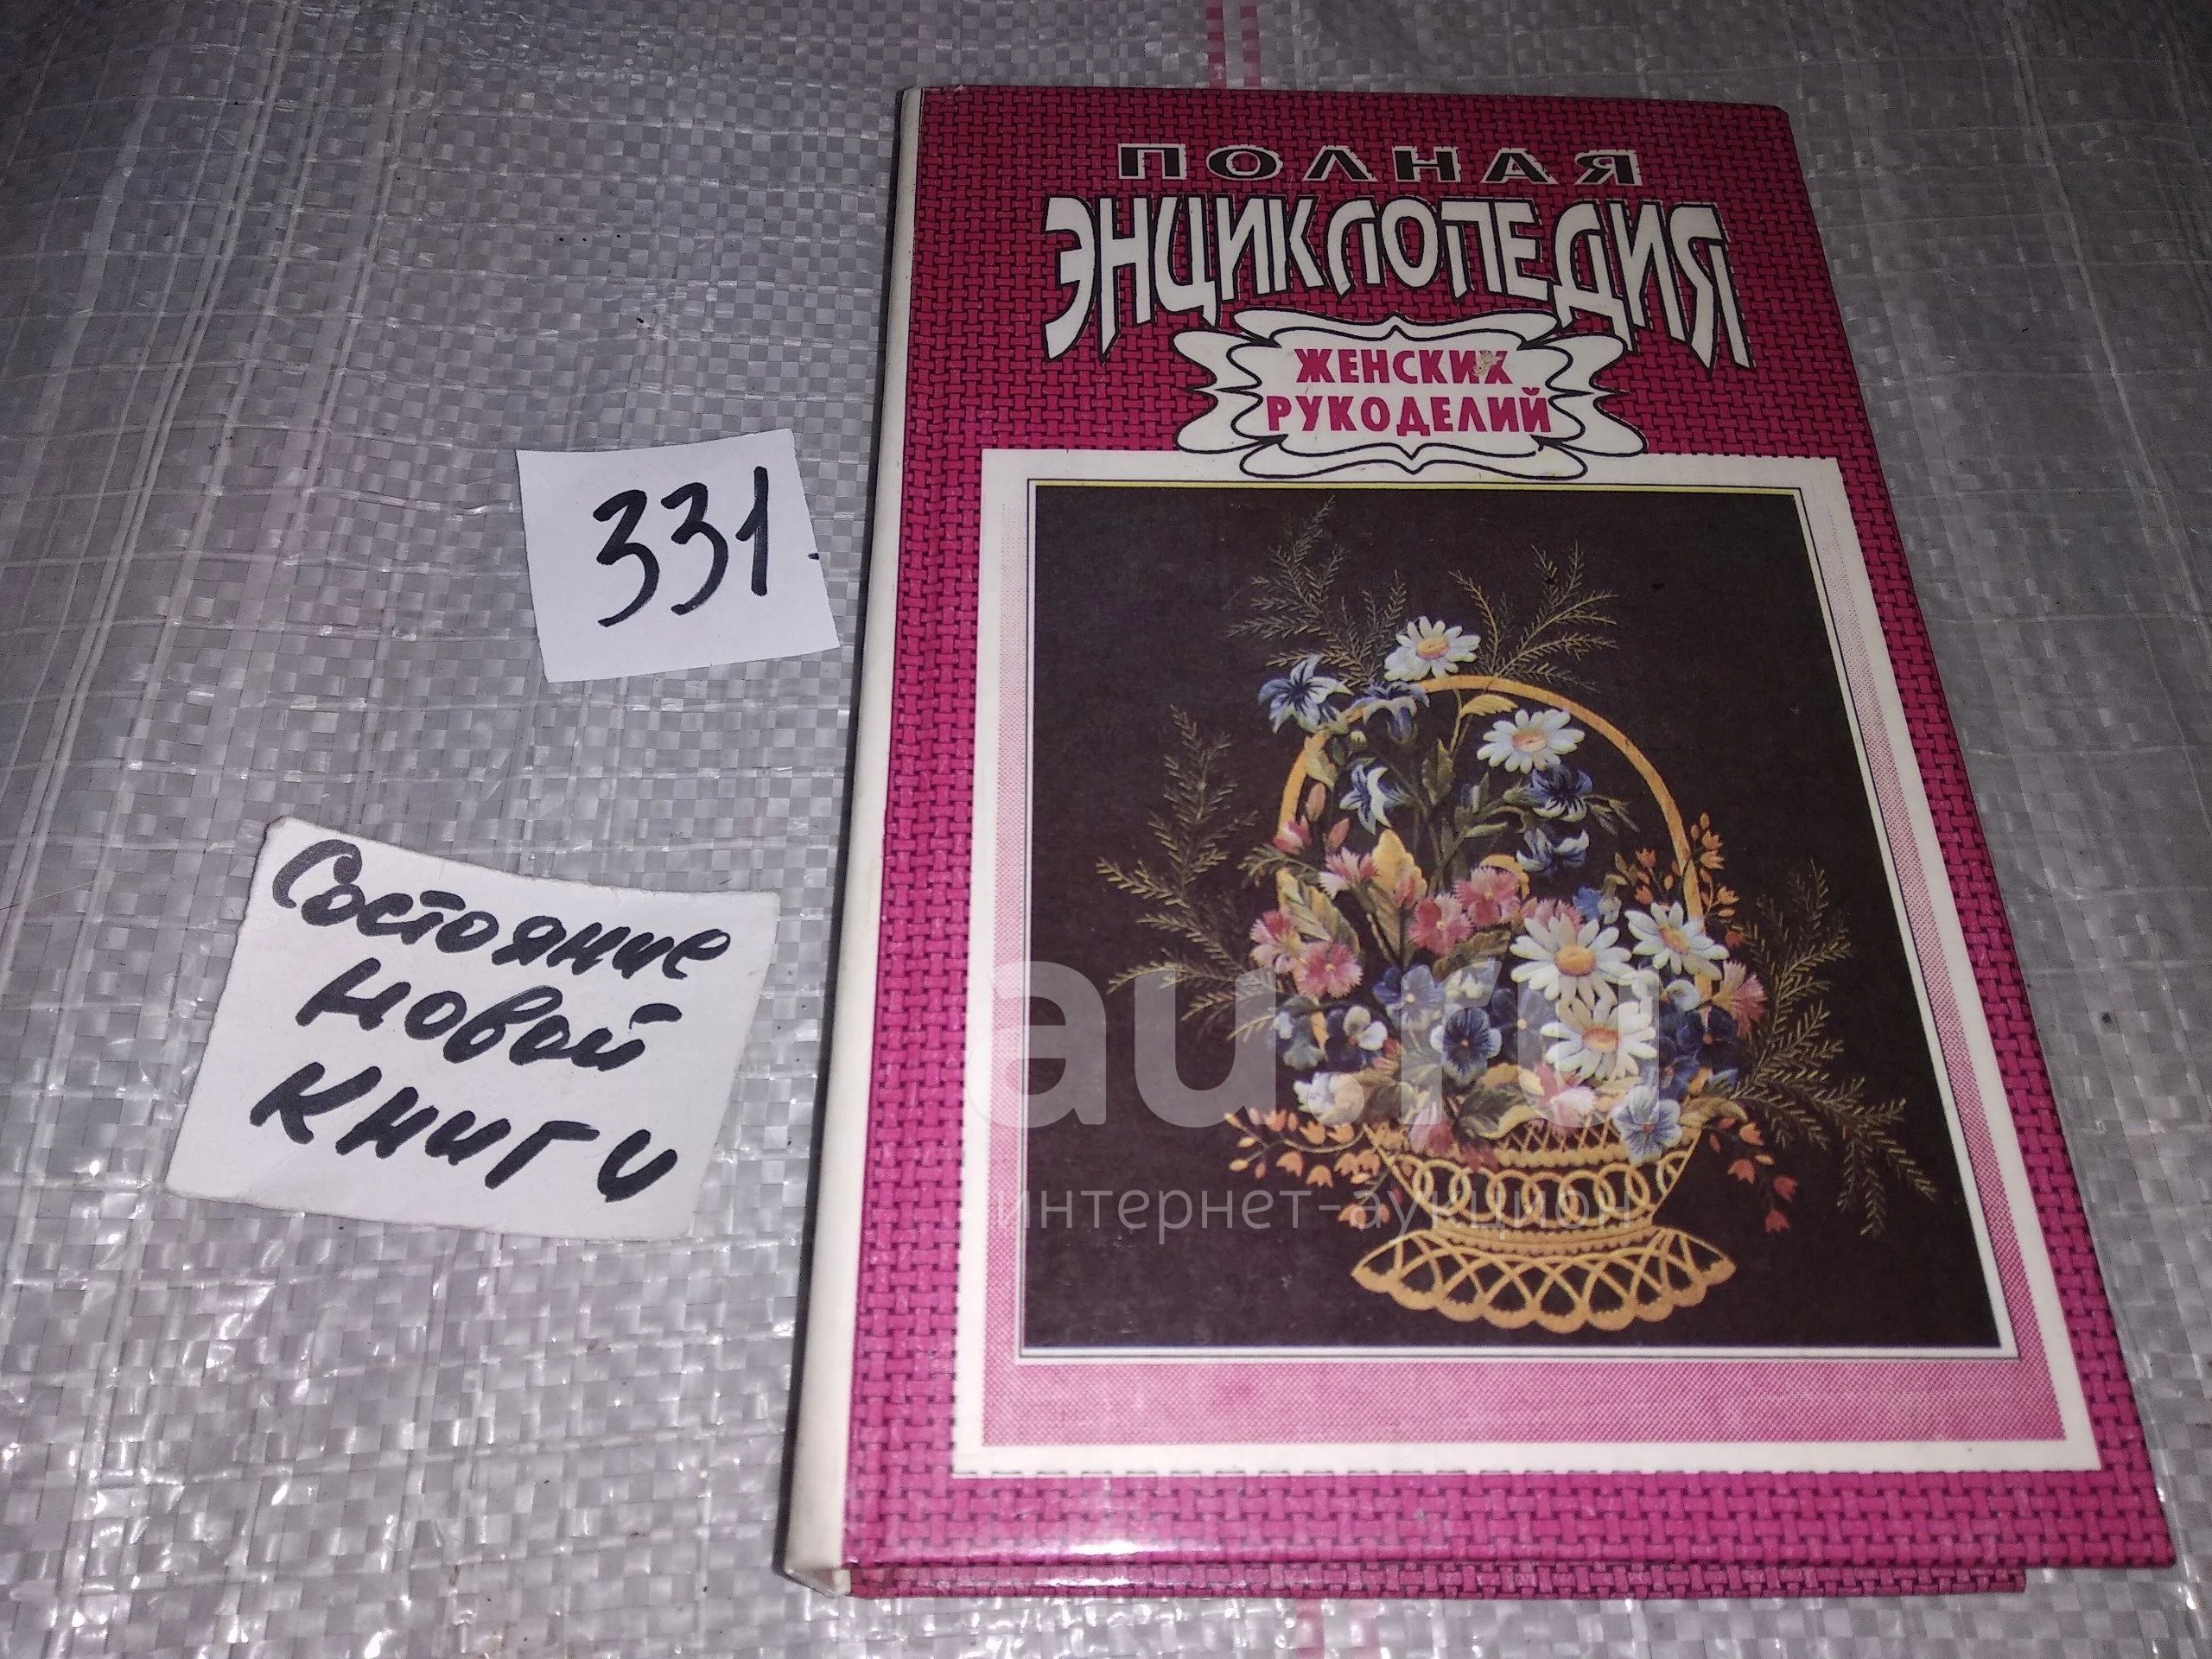 ПОЛНАЯ
ЭНЦИКЛОПЕДИЯ
ЖЕНСКИХ
РУКОДЕЛИЙ
331
Состояние
новой
книги
au.ru
интернет-аукцион